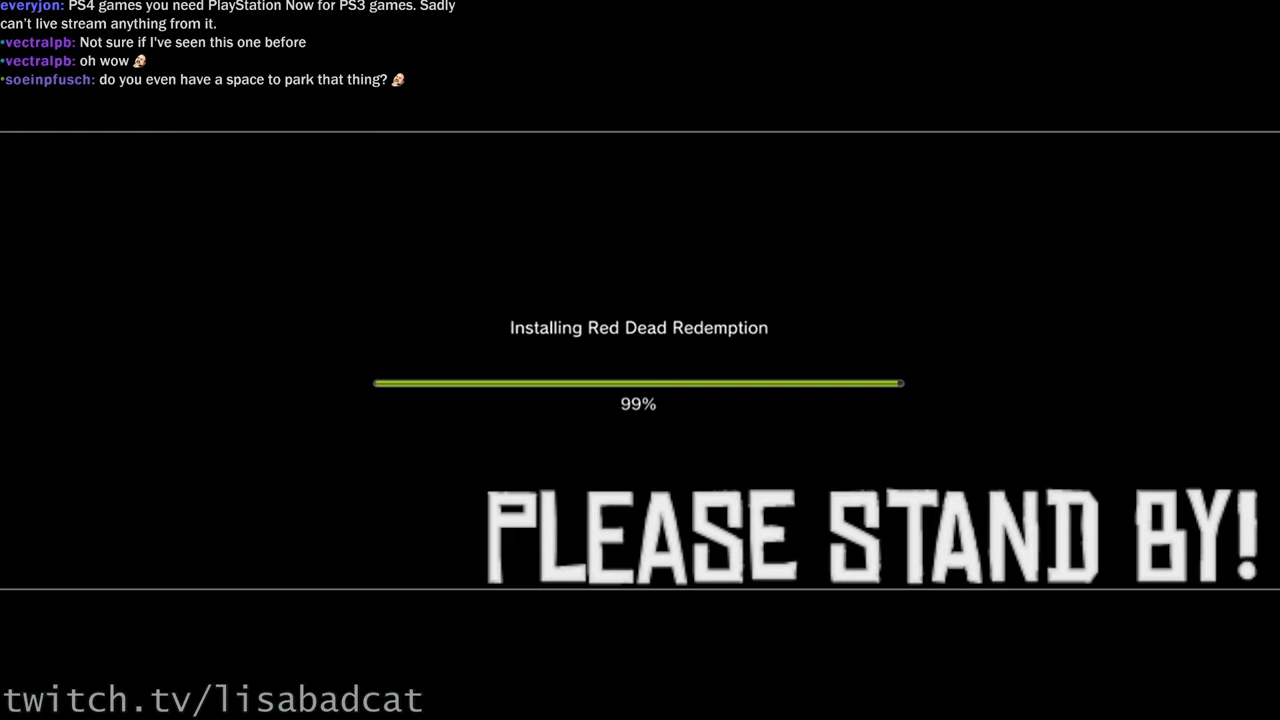 everyjon: PS4 games you need PlayStation Now for PS3 games. Sadly
can't live stream anything from it.
•vectralpb: Not sure if I've seen this one before
•vectralpb: oh wow
•soeinpfusch: do you even have a space to park that thing?
Installing Red Dead Redemption
99%
PLEASE STAND BY!
twitch.tv/lisabadcat